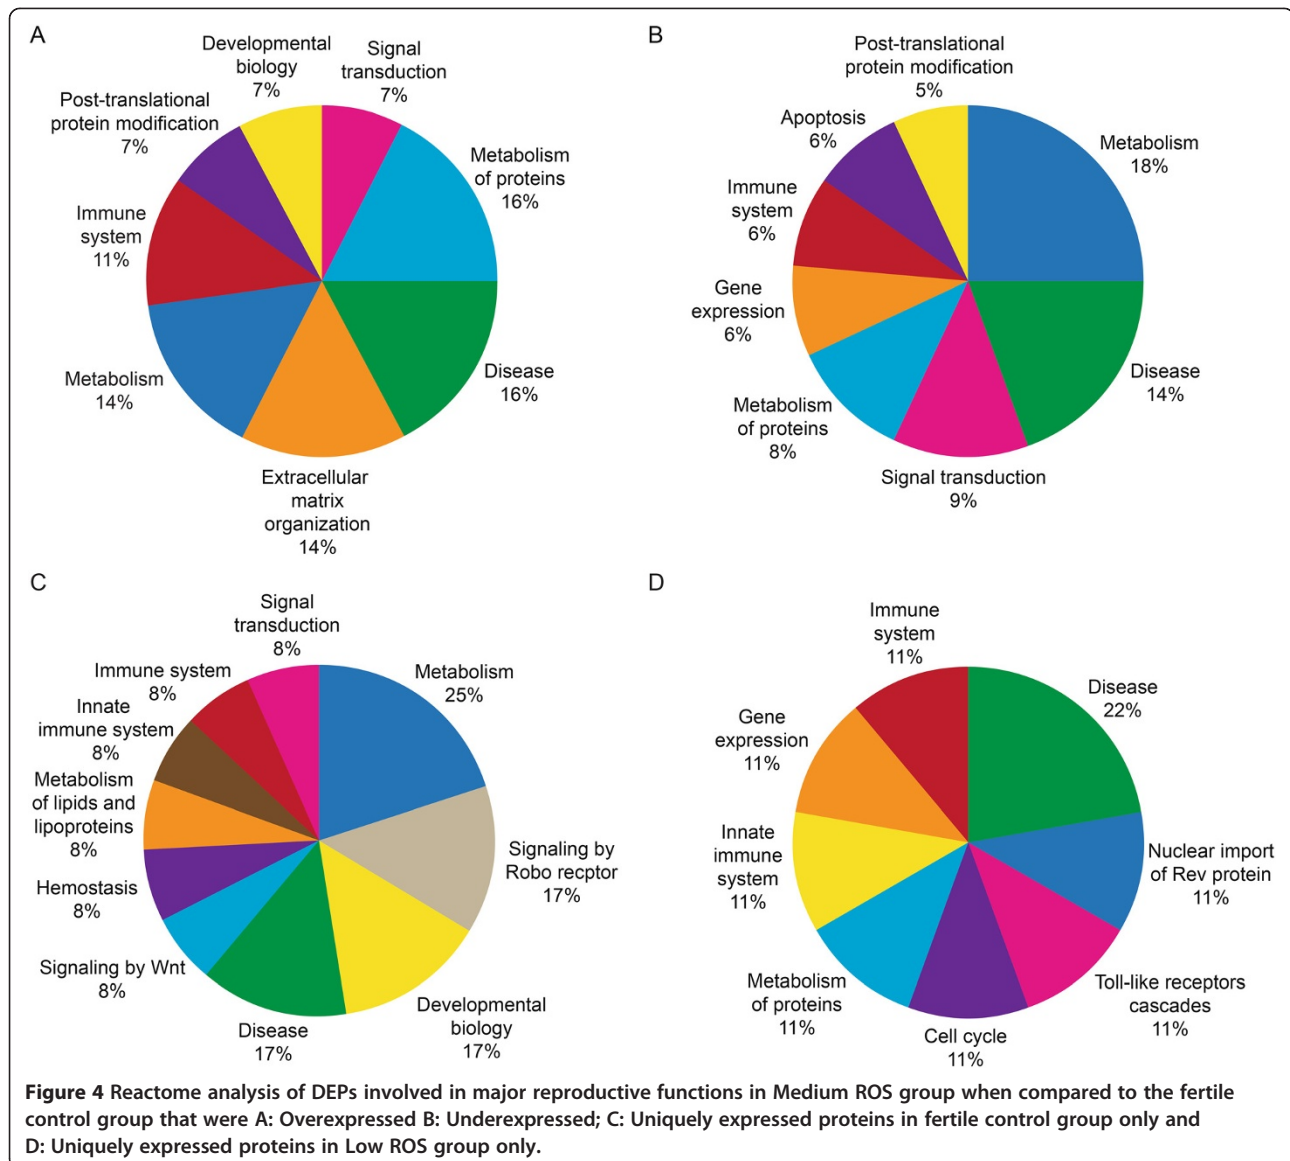 A
Developmental
biology
7%
Signal
transduction
7%
Post-translational
protein modification
7%
Metabolism
of proteins
16%
Immune
system
11%
Metabolism
14%
Disease
16%
Extracellular
matrix
organization
14%
B
Post-translational
protein modification
5%
Apoptosis
6%
Metabolism
18%
Immune
system
6%
Gene
expression
6%
Disease
14%
Metabolism
of proteins
8%
Signal transduction
9%
C
Signal
transduction
8%
Immune system
8%
Metabolism
25%
Innate
immune system
8%
Metabolism
of lipids and
lipoproteins
8%
Signaling by
Robo recptor
17%
Hemostasis
8%
Signaling by Wnt
8%
Disease
17%
Developmental
biology
17%
D
Immune
system
11%
Disease
22%
Gene
expression
11%
Innate
immune
system
11%
Nuclear import
of Rev protein
11%
Metabolism
of proteins
11%
Cell cycle
11%
Toll-like receptors
cascades
11%
Figure 4 Reactome analysis of DEPs involved in major reproductive functions in Medium ROS group when compared to the fertile
control group that were A: Overexpressed B: Underexpressed; C: Uniquely expressed proteins in fertile control group only and
D: Uniquely expressed proteins in Low ROS group only.